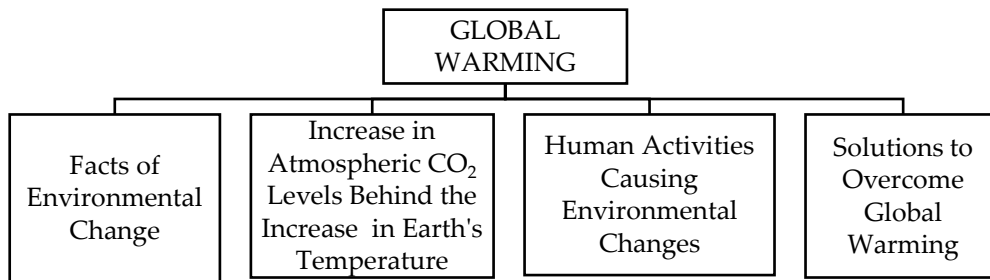 GLOBAL
WARMING
Facts of
Environmental
Change
Increase in
Atmospheric CO₂
Levels Behind the
Increase in Earth's
Temperature
Human Activities
Causing
Environmental
Changes
Solutions to
Overcome
Global
Warming